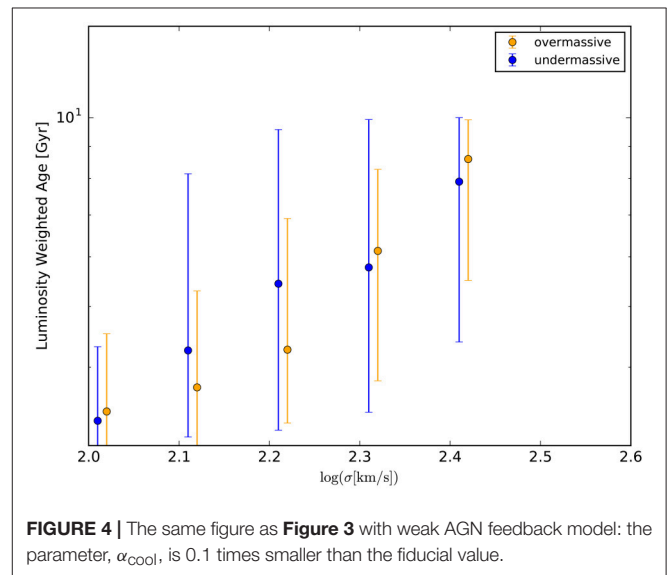 overmassive
undermassive
10¹
Luminosity Weighted Age [Gyr]
2.0 2.1 2.2 2.3 2.4 2.5 2.6
log(σ[km/s])
FIGURE 4 | The same figure as Figure 3 with weak AGN feedback model: the
parameter, α_cool, is 0.1 times smaller than the fiducial value.